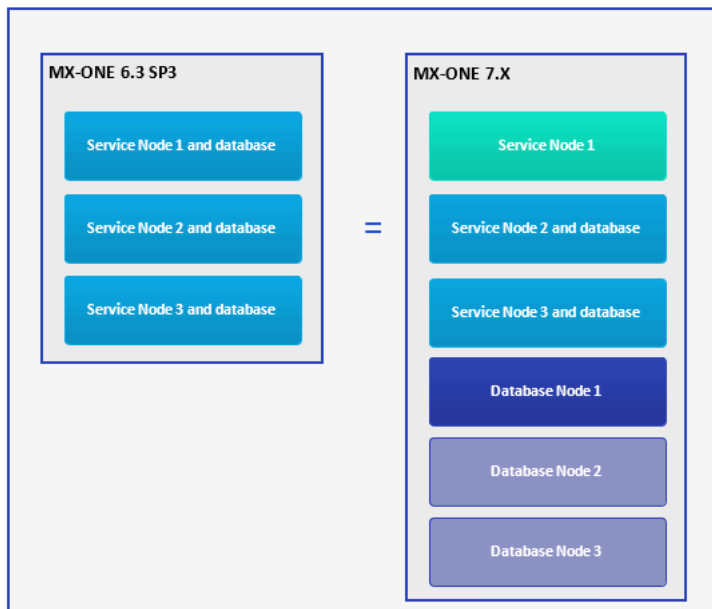 MX-ONE 6.3 SP3
Service Node 1 and database
Service Node 2 and database
Service Node 3 and database
=
MX-ONE 7.X
Service Node 1
Service Node 2 and database
Service Node 3 and database
Database Node 1
Database Node 2
Database Node 3